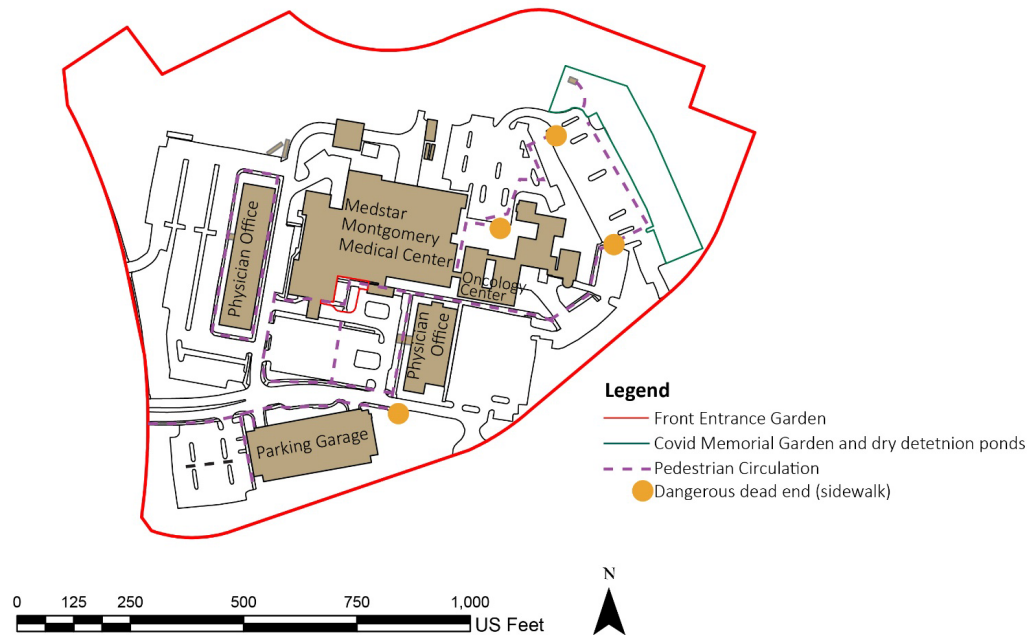 Medstar
Montgomery
Medical Center
Physician Office
Oncology
Center
Physician
Office
Parking Garage
Legend
Front Entrance Garden
Covid Memorial Garden and dry detetnion ponds
Pedestrian Circulation
Dangerous dead end (sidewalk)
N
0 125 250 500 750 1,000
US Feet